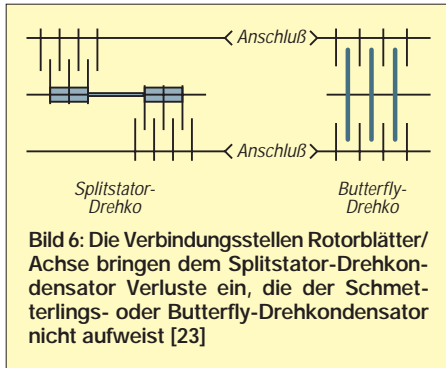 Anschluß
Anschluß
Splitstator-
Drehko
Butterfly-
Drehko
Bild 6: Die Verbindungsstellen Rotorblätter/
Achse bringen dem Splitstator-Drehkon-
densator Verluste ein, die der Schmet-
terlings- oder Butterfly-Drehkondensator
nicht aufweist [23]